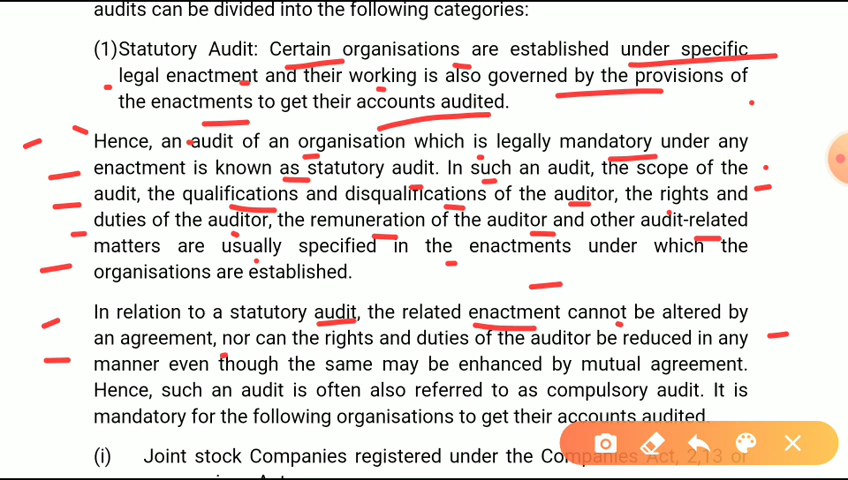 audits can be divided into the following categories:
(1)Statutory Audit: Certain organisations are established under specific
legal enactment and their working is also governed by the provisions of
the enactments to get their accounts audited.
Hence, an audit of an organisation which is legally mandatory under any
enactment is known as statutory audit. In such an audit, the scope of the
audit, the qualifications and disqualifications of the auditor, the rights and
duties of the auditor, the remuneration of the auditor and other audit-related
matters are usually specified in the enactments under which the
organisations are established.
In relation to a statutory audit, the related enactment cannot be altered by
an agreement, nor can the rights and duties of the auditor be reduced in any
manner even though the same may be enhanced by mutual agreement.
Hence, such an audit is often also referred to as compulsory audit. It is
mandatory for the following organisations to get their accounts audited.
(i) Joint stock Companies registered under the Companies Act, 2,13 or